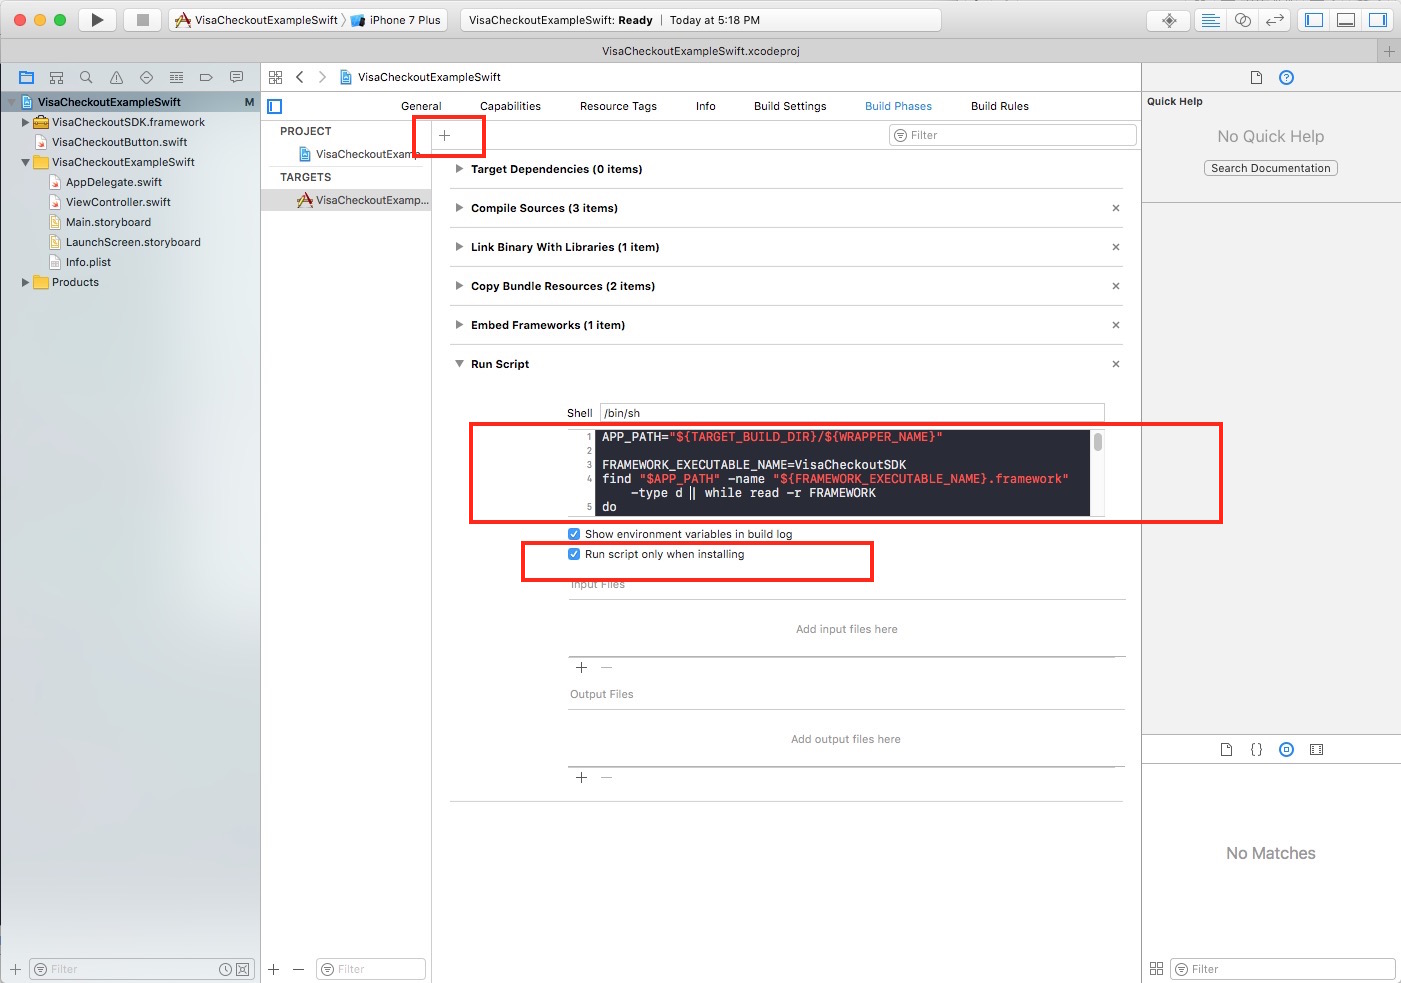 VisaCheckoutExampleSwift
iPhone 7 Plus
VisaCheckoutExampleSwift: Ready | Today at 5:18 PM
VisaCheckoutExampleSwift.xcodeproj
VisaCheckoutExampleSwift
VisaCheckoutExampleSwift M
VisaCheckoutSDK.framework
VisaCheckoutButton.swift
VisaCheckoutExampleSwift
AppDelegate.swift
ViewController.swift
Main.storyboard
LaunchScreen.storyboard
Info.plist
Products
Filter
General Capabilities Resource Tags Info Build Settings Build Phases Build Rules
PROJECT
VisaCheckoutExamp
TARGETS
VisaCheckoutExamp...
Filter
Filter
Target Dependencies (0 items)
Compile Sources (3 items)
Link Binary With Libraries (1 item)
Copy Bundle Resources (2 items)
Embed Frameworks (1 item)
Run Script
Shell /bin/sh
1 APP_PATH="${TARGET_BUILD_DIR}/${WRAPPER_NAME}"
2
3 FRAMEWORK_EXECUTABLE_NAME=VisaCheckoutSDK
4 find "$APP_PATH" -name "${FRAMEWORK_EXECUTABLE_NAME}.framework"
-type d | while read -r FRAMEWORK
5 do
Show environment variables in build log
Run script only when installing
Input Files
Add input files here
Output Files
Add output files here
Quick Help
No Quick Help
Search Documentation
No Matches
Filter